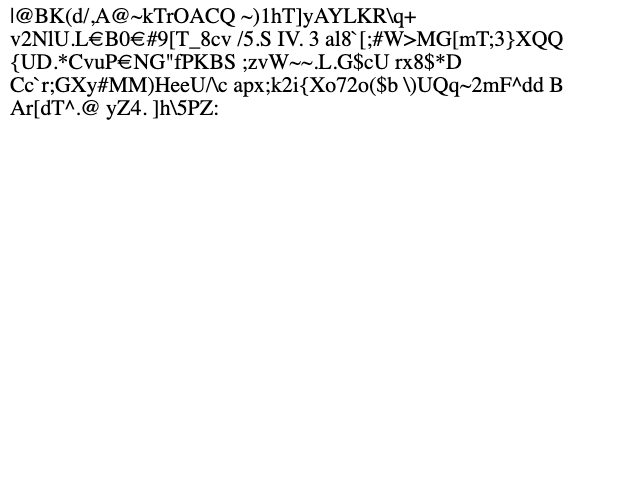 |@BK(d/,A@~kTrOACQ ~)1hT]yAYLKR\q+
v2NlU.L€B0€#9[T_8cv /5.S IV. 3 al8`[;#W>MG[mT;3}XQQ
{UD.*CvuP€NG"fPKBS ;zvW~~.L.G$cU rx8$*D
Cc`r;GXy#MM)HeeU/\c apx;k2i{Xo72o($b \)UQq~2mF^dd B
Ar[dT^.@ yZ4. ]h\5PZ: